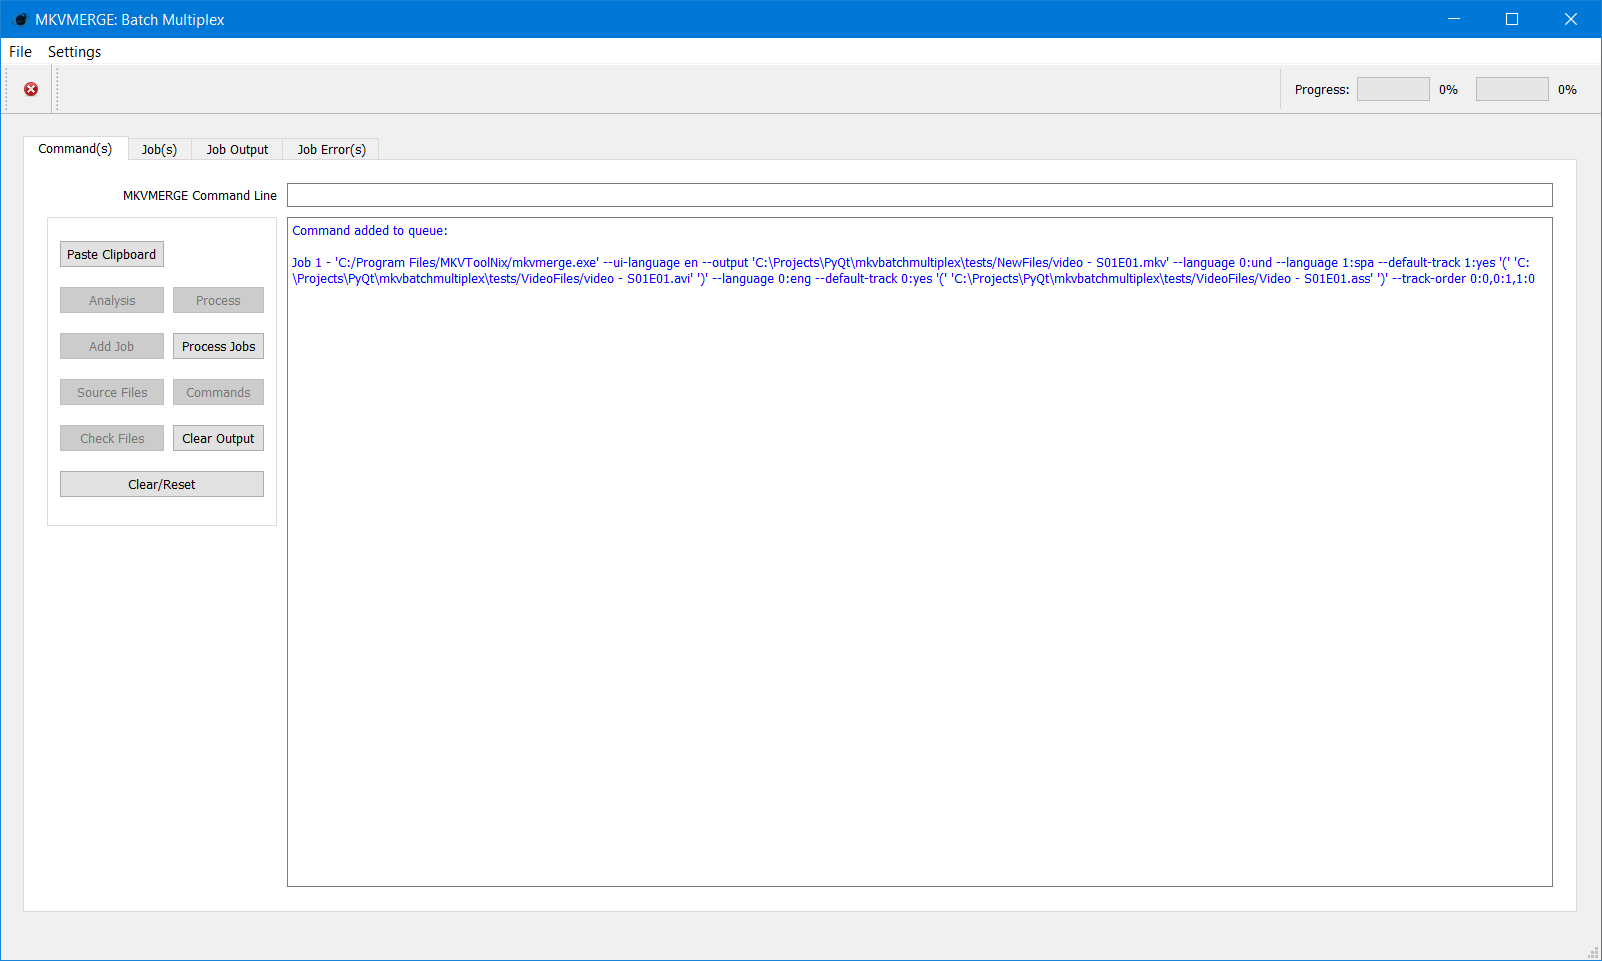 MKVMERGE: Batch Multiplex
File Settings
Progress: 0% 0%
Command(s) Job(s) Job Output Job Error(s)
MKVMERGE Command Line
Paste Clipboard
Analysis Process
Add Job Process Jobs
Source Files Commands
Check Files Clear Output
Clear/Reset
Command added to queue:
Job 1 - 'C:/Program Files/MKVToolNix/mkvmerge.exe' --ui-language en --output 'C:\Projects\PyQt\mkvbatchmultiplex\tests/NewFiles/video - S01E01.mkv' --language 0:und --language 1:spa --default-track 1:yes '(' 'C:
\Projects\PyQt\mkvbatchmultiplex\tests/VideoFiles/video - S01E01.avi' ')' --language 0:eng --default-track 0:yes '(' 'C:\Projects\PyQt\mkvbatchmultiplex\tests/VideoFiles/Video - S01E01.ass' ')' --track-order 0:0,0:1,1:0